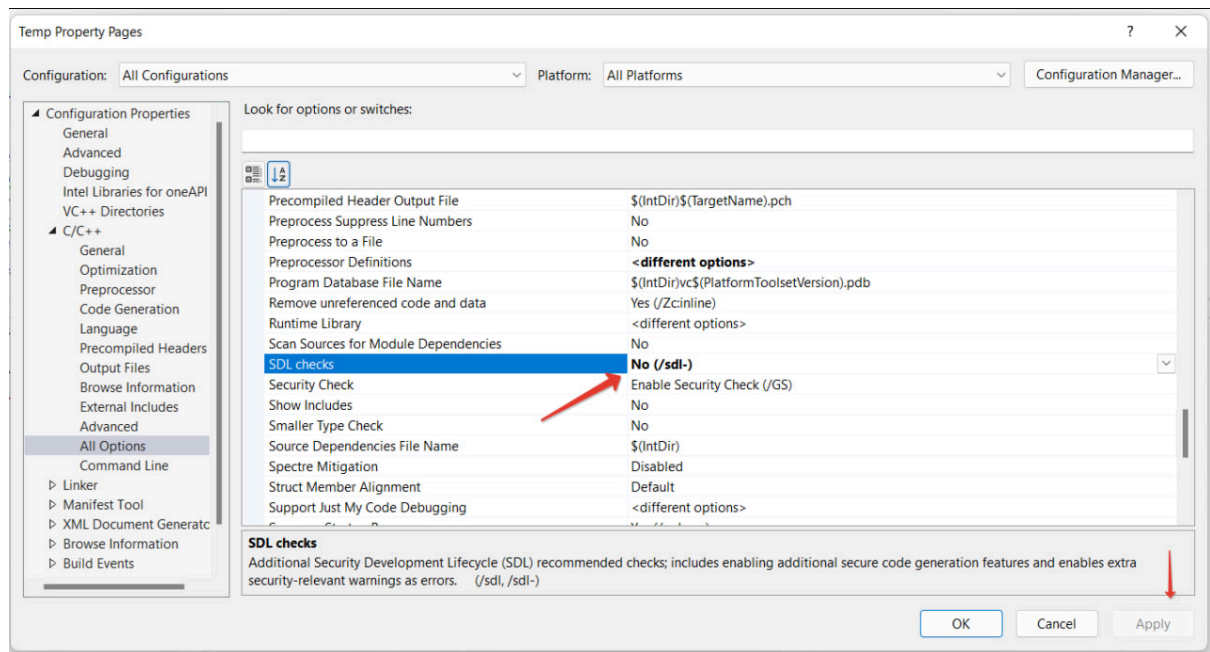 Temp Property Pages ?
Configuration: All Configurations Platform: All Platforms Configuration Manager...
Configuration Properties
General
Advanced
Debugging
Intel Libraries for oneAPI
VC++ Directories
C/C++
General
Optimization
Preprocessor
Code Generation
Language
Precompiled Headers
Output Files
Browse Information
External Includes
Advanced
All Options
Command Line
Linker
Manifest Tool
XML Document Generatc
Browse Information
Build Events
Look for options or switches:
Precompiled Header Output File $(IntDir)$(TargetName).pch
Preprocess Suppress Line Numbers No
Preprocess to a File No
Preprocessor Definitions <different options>
Program Database File Name $(IntDir)vc$(PlatformToolsetVersion).pdb
Remove unreferenced code and data Yes (/Zc:inline)
Runtime Library <different options>
Scan Sources for Module Dependencies No
SDL checks No (/sdl-)
Security Check Enable Security Check (/GS)
Show Includes No
Smaller Type Check No
Source Dependencies File Name $(IntDir)
Spectre Mitigation Disabled
Struct Member Alignment Default
Support Just My Code Debugging <different options>
SDL checks
Additional Security Development Lifecycle (SDL) recommended checks; includes enabling additional secure code generation features and enables extra
security-relevant warnings as errors. (/sdl, /sdl-)
OK Cancel Apply